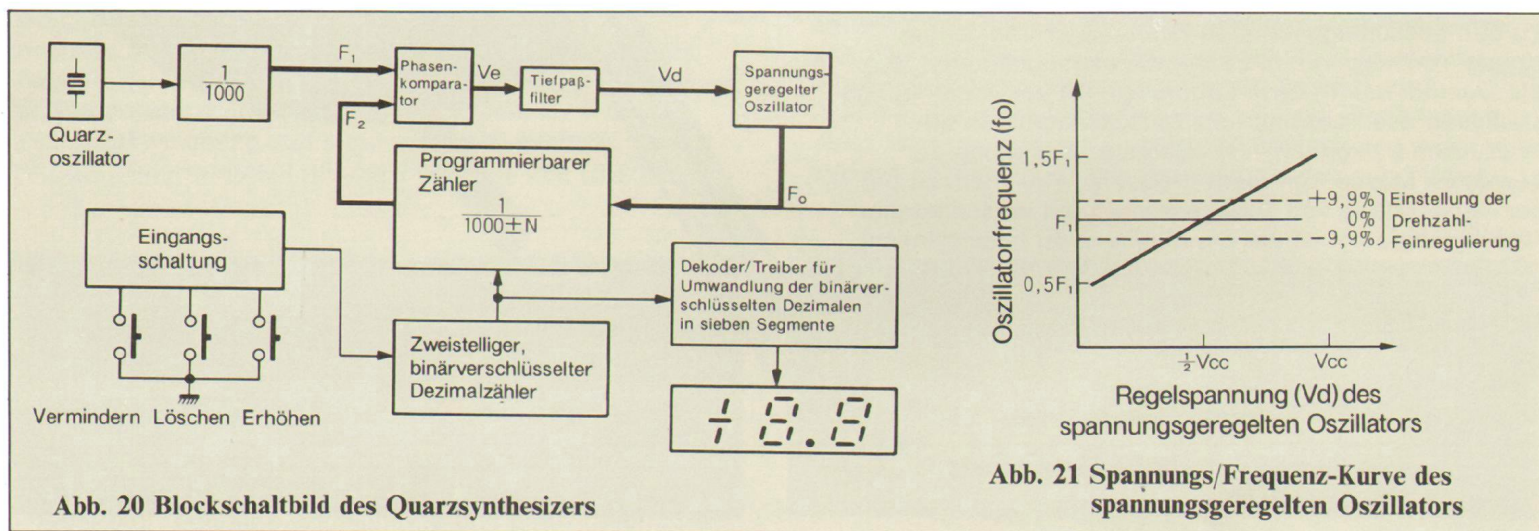 Quarz-
oszillator
1
1000
F₁
F₂
Phasen-
kompara-
tor
Ve
Tiefpaß-
filter
Vd
Spannungs-
geregelter
Oszillator
Fo
Programmierbarer
Zähler
1
1000±N
Eingangs-
schaltung
Vermindern Löschen Erhöhen
Zweistelliger,
binärverschlüsselter
Dezimalzähler
Dekoder/Treiber für
Umwandlung der binärver-
schlüsselten Dezimalen
in sieben Segmente
+8.8
Abb. 20 Blockschaltbild des Quarzsynthesizers
Oszillatorfrequenz (fo)
1,5F₁
F₁
0,5F₁
+9,9%
0%
−9,9%
Einstellung der
Drehzahl-
Feinregulierung
½Vcc
Vcc
Regelspannung (Vd) des
spannungsgeregelten Oszillators
Abb. 21 Spannungs/Frequenz-Kurve des
spannungsgeregelten Oszillators